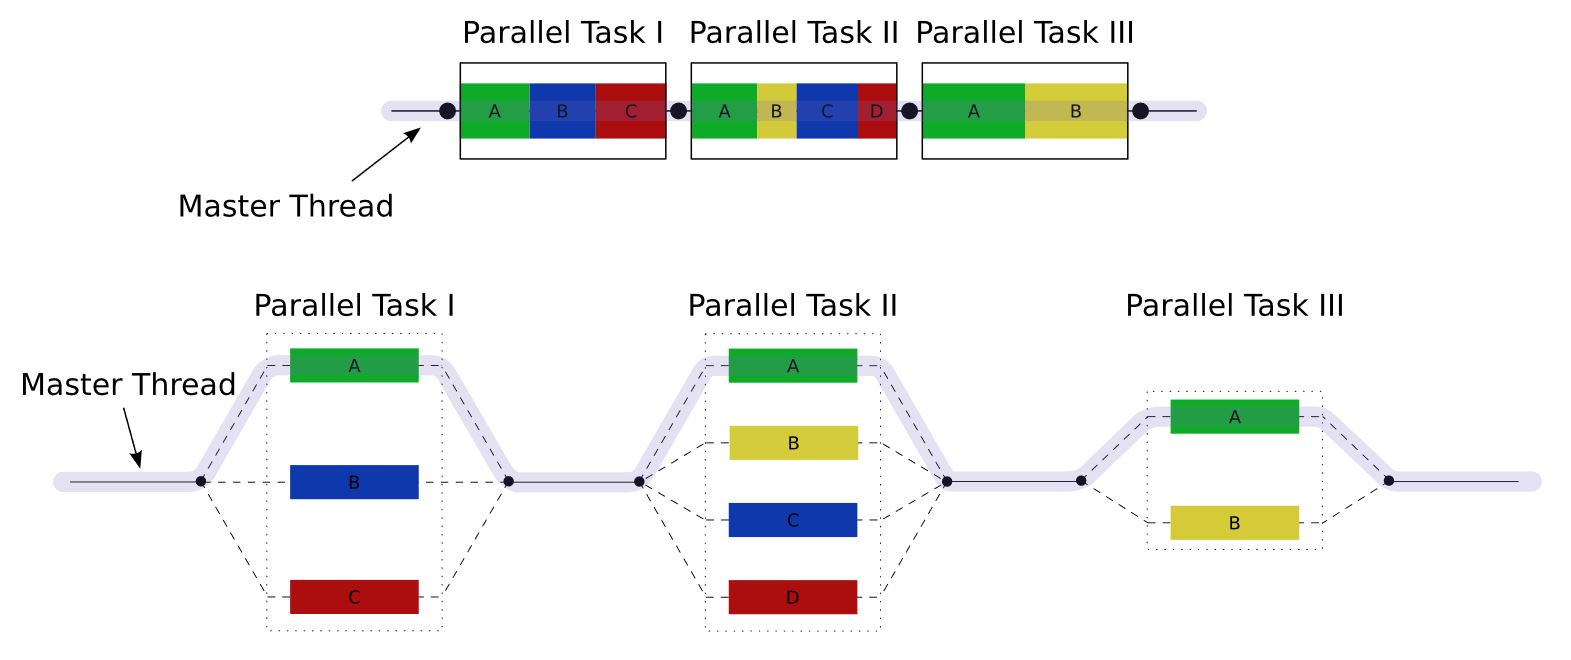 Parallel Task I Parallel Task II Parallel Task III
A B C A B C D A B
Master Thread
Parallel Task I Parallel Task II Parallel Task III
A A
Master Thread
A
B
B
C
B
C D